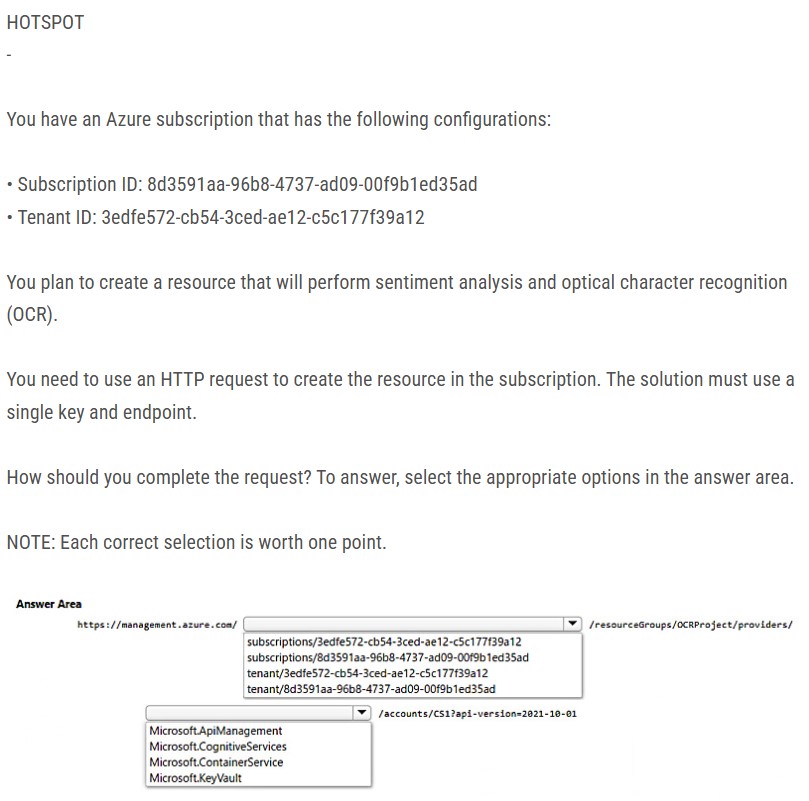 HOTSPOT
-
You have an Azure subscription that has the following configurations:
• Subscription ID: 8d3591aa-96b8-4737-ad09-00f9b1ed35ad
• Tenant ID: 3edfe572-cb54-3ced-ae12-c5c177f39a12
You plan to create a resource that will perform sentiment analysis and optical character recognition
(OCR).
You need to use an HTTP request to create the resource in the subscription. The solution must use a
single key and endpoint.
How should you complete the request? To answer, select the appropriate options in the answer area.
NOTE: Each correct selection is worth one point.
Answer Area
https://management.azure.com/ /resourceGroups/OCRProject/providers/
subscriptions/3edfe572-cb54-3ced-ae12-c5c177f39a12
subscriptions/8d3591aa-96b8-4737-ad09-00f9b1ed35ad
tenant/3edfe572-cb54-3ced-ae12-c5c177f39a12
tenant/8d3591aa-96b8-4737-ad09-00f9b1ed35ad
/accounts/CS1?api-version=2021-10-01
Microsoft.ApiManagement
Microsoft.CognitiveServices
Microsoft.ContainerService
Microsoft.KeyVault